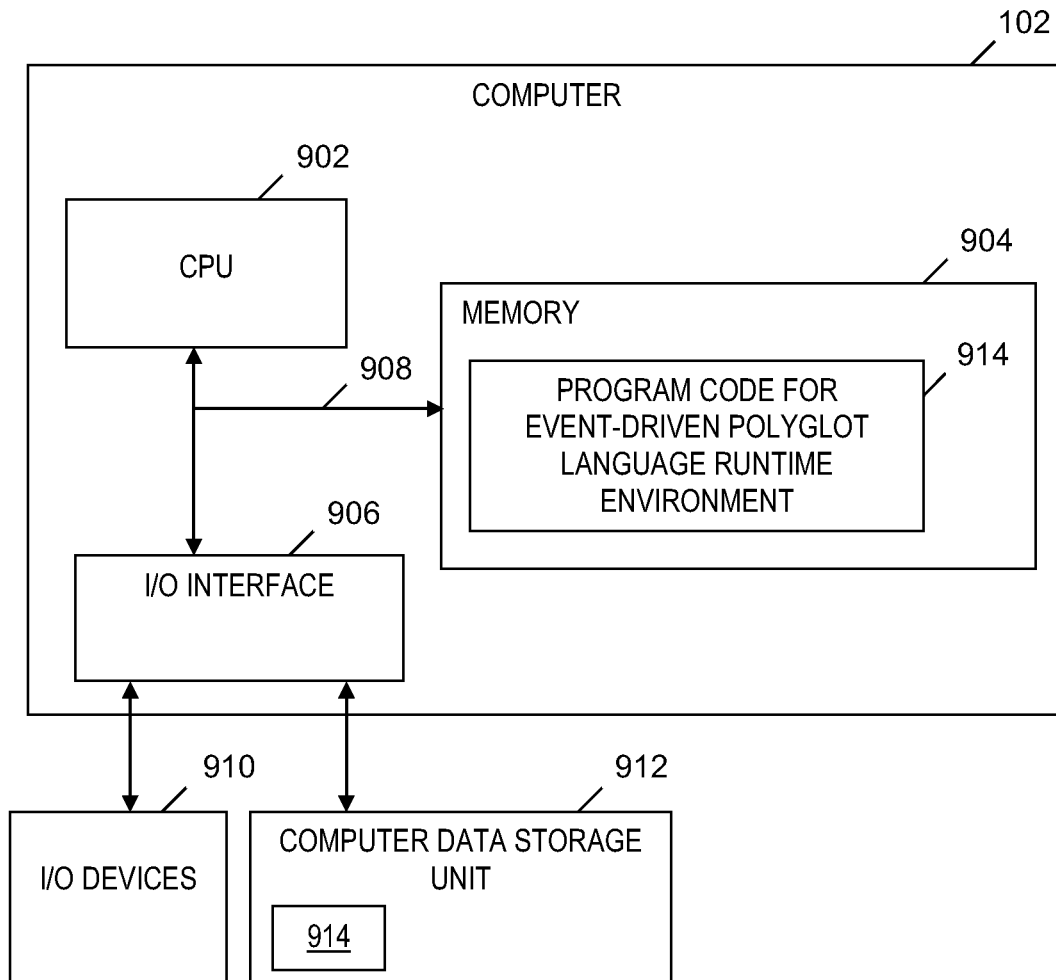 102
COMPUTER
902
CPU
904
MEMORY
914
PROGRAM CODE FOR
EVENT-DRIVEN POLYGLOT
LANGUAGE RUNTIME
ENVIRONMENT
908
906
I/O INTERFACE
910
I/O DEVICES
912
COMPUTER DATA STORAGE
UNIT
914